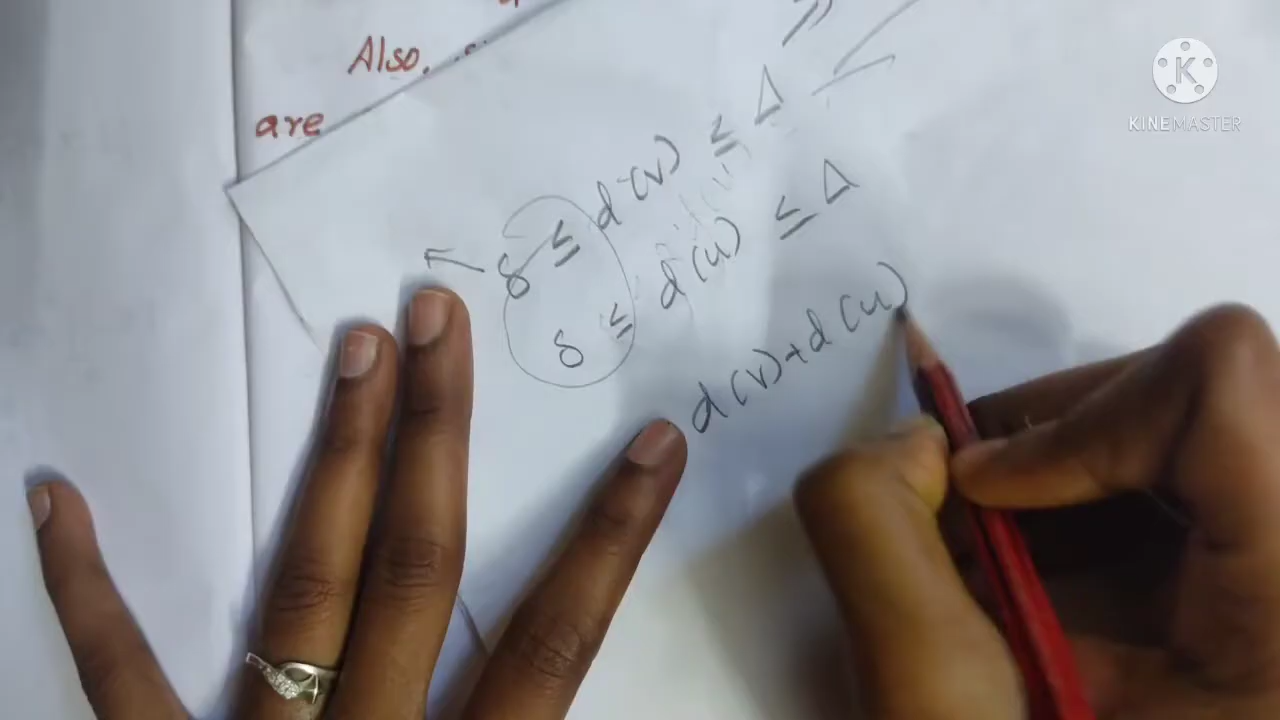 Also.
are
δ ≤ d(v) ≤ Δ
δ ≤ d(u) ≤ Δ
d(v)+d(u)
KINEMASTER